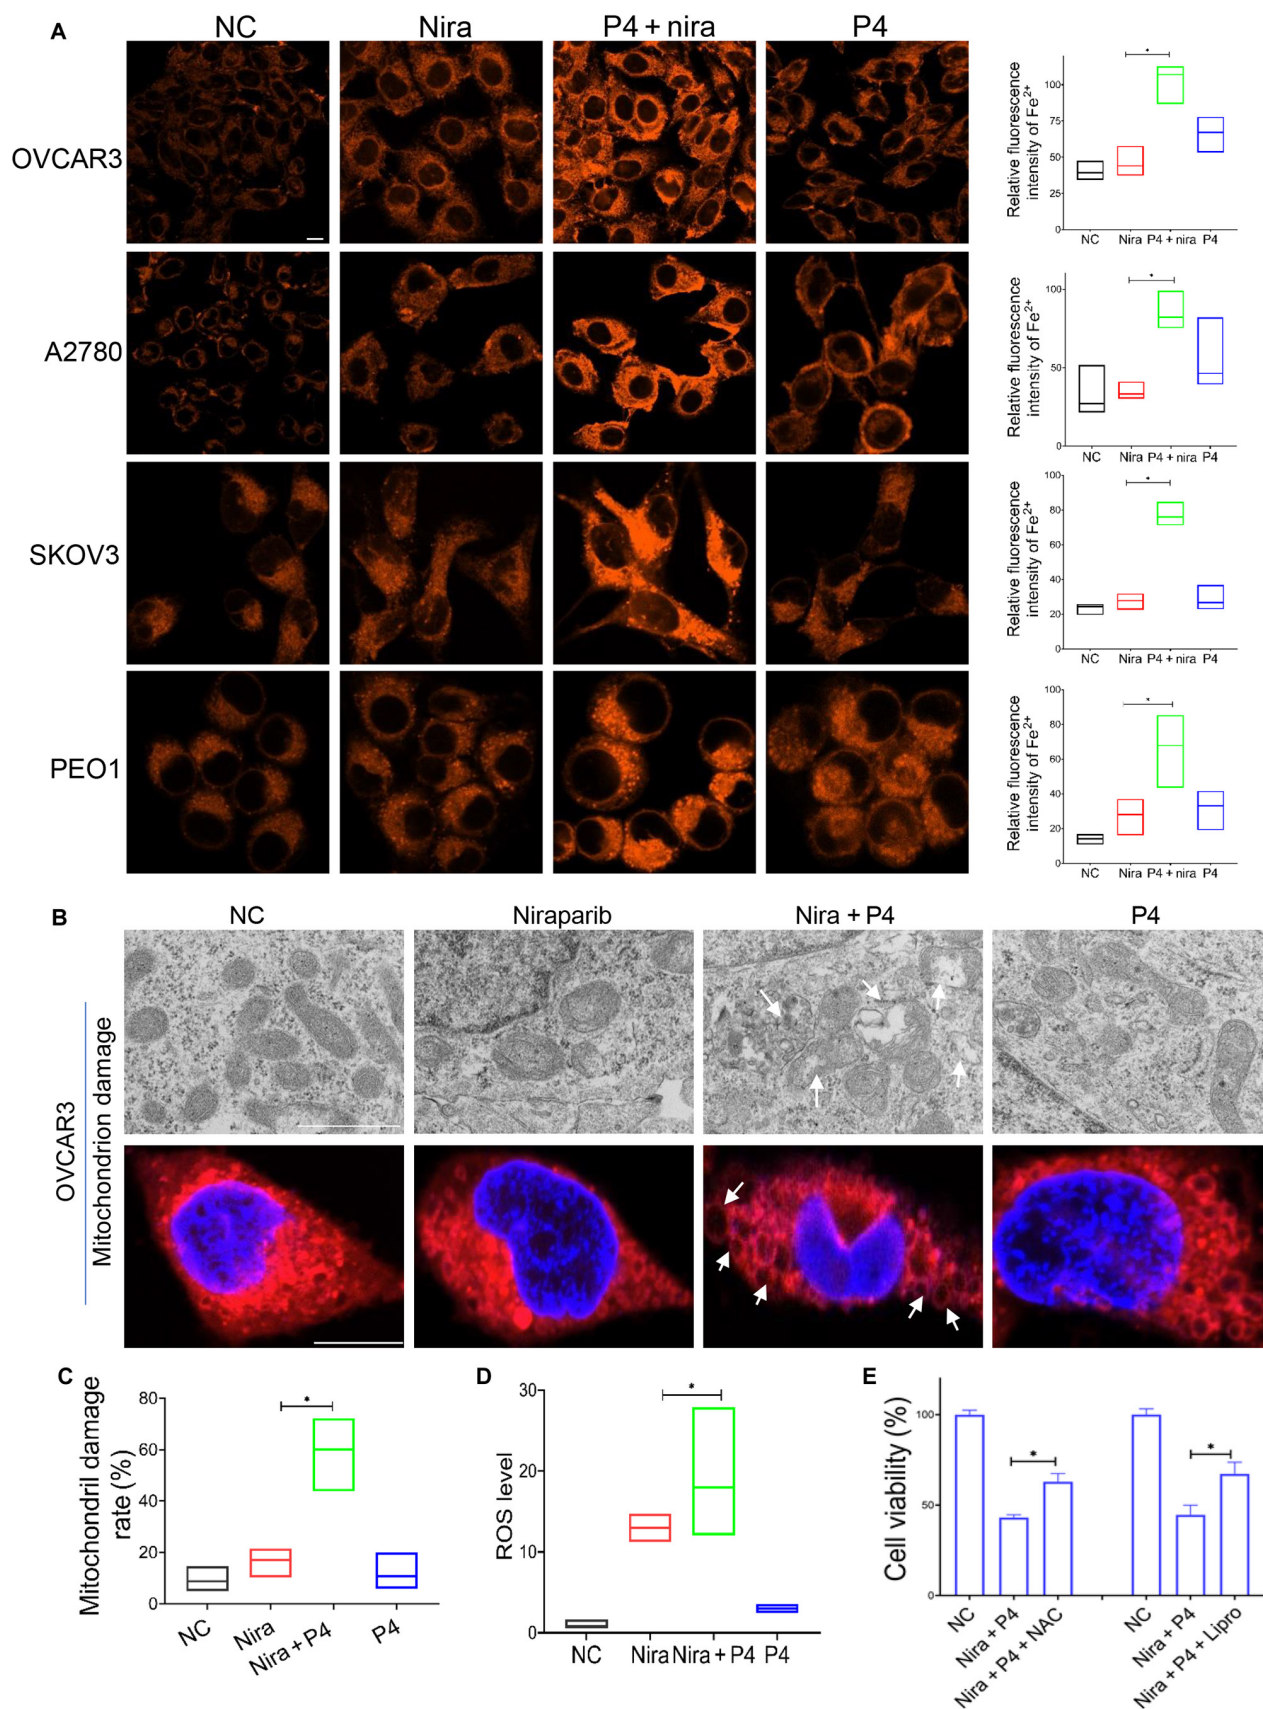 A
NC
Nira
P4 + nira
P4
OVCAR3
Relative fluorescence
intensity of Fe2+
100
75
50
25
0
*
NC
Nira
P4 + nira
P4
A2780
Relative fluorescence
intensity of Fe2+
100
50
0
*
NC
Nira
P4 + nira
P4
SKOV3
Relative fluorescence
intensity of Fe2+
100
80
60
40
20
0
*
NC
Nira
P4 + nira
P4
PEO1
Relative fluorescence
intensity of Fe2+
100
80
60
40
20
0
*
NC
Nira
P4 + nira
P4
B
NC
Niraparib
Nira + P4
P4
OVCAR3
Mitochondrion damage
C
Mitochondril damage
rate (%)
80
60
40
20
0
*
NC
Nira
Nira + P4
P4
D
ROS level
30
20
10
0
*
NC
Nira
Nira + P4
P4
E
Cell viability (%)
100
50
0
*
*
NC
Nira + P4
Nira + P4 + NAC
NC
Nira + P4
Nira + P4 + Lipro